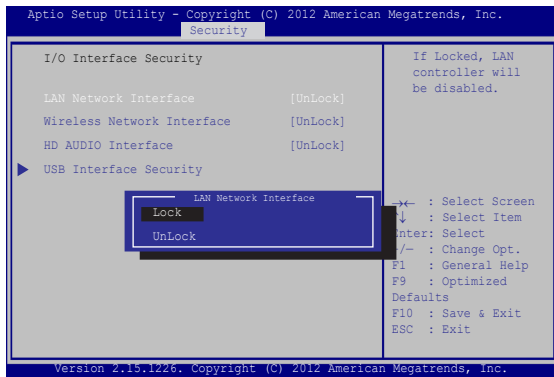 Aptio Setup Utility - Copyright (C) 2012 American Megatrends, Inc.
Security
I/O Interface Security
LAN Network Interface [UnLock]
Wireless Network Interface [UnLock]
HD AUDIO Interface [UnLock]
USB Interface Security
LAN Network Interface
Lock
UnLock
If Locked, LAN
controller will
be disabled.
→← : Select Screen
↑↓ : Select Item
Enter: Select
+/— : Change Opt.
F1 : General Help
F9 : Optimized
Defaults
F10 : Save & Exit
ESC : Exit
Version 2.15.1226. Copyright (C) 2012 American Megatrends, Inc.